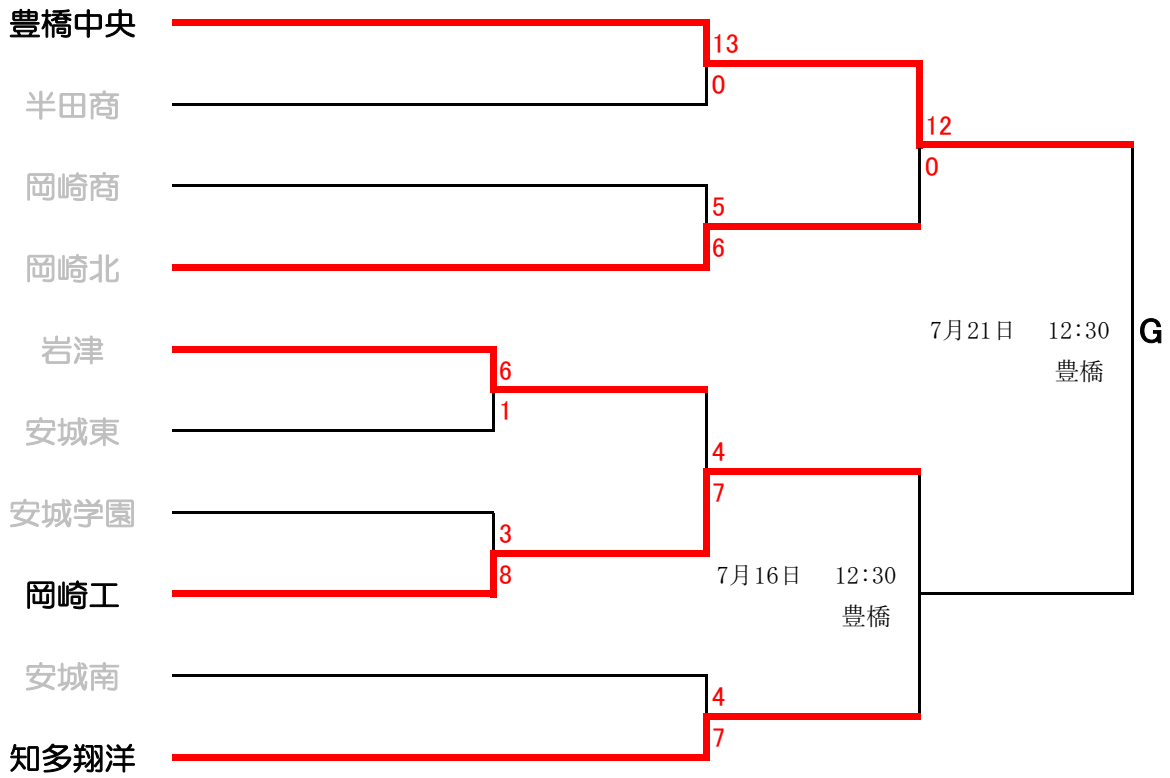 豊橋中央
13
0
半田商
12
0
岡崎商
5
6
岡崎北
7月21日 12:30
豊橋
G
岩津
6
1
安城東
4
7
安城学園
3
8
岡崎工
7月16日 12:30
豊橋
安城南
4
7
知多翔洋